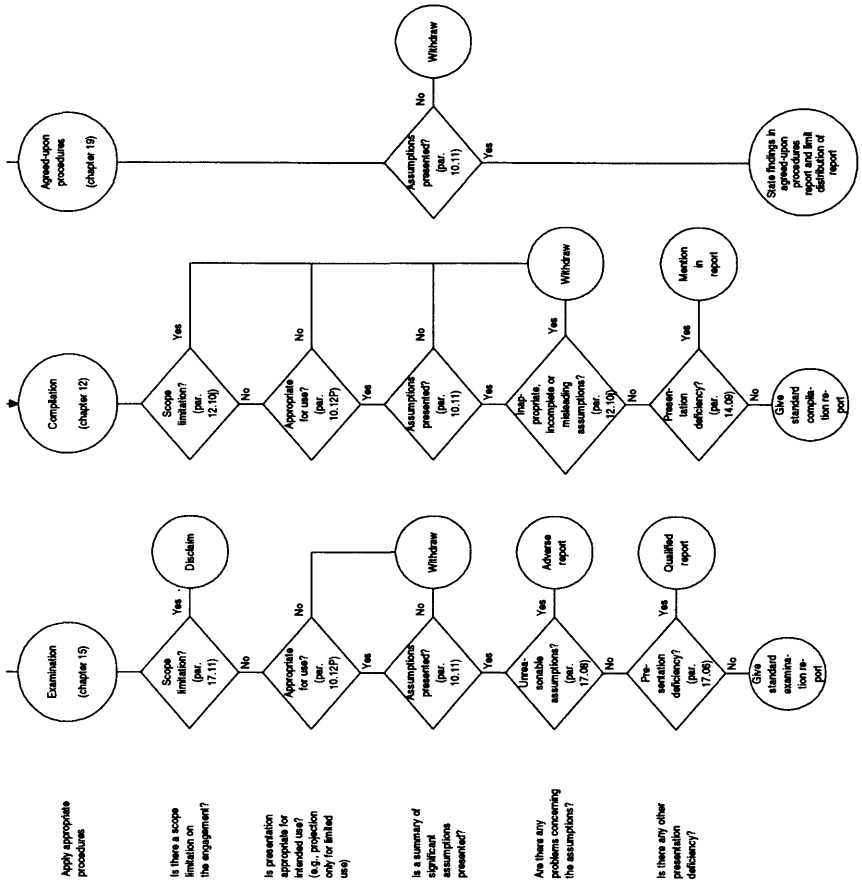 Apply appropriate
procedures
Is there a scope
limitation on
the engagement?
Is presentation
appropriate for
intended use?
(e.g., projection
only for limited
use)
Is a summary of
significant
assumptions
presented?
Are there any
problems concerning
the assumptions?
Is there any other
presentation
deficiency?
Examination
(chapter 15)
Scope
limitation?
(par.
17.11)
Yes
Disclaim
No
Appropriate
for use?
(par.
10.12P)
No
Yes
Assumptions
presented?
(par.
10.11)
No
Withdraw
Yes
Unrea-
sonable
assumptions?
(par.
17.08)
Yes
Adverse
report
No
Pre-
sentation
deficiency?
(par.
17.06)
Yes
Qualified
report
No
Give
standard
examina-
tion re-
port
Compilation
(chapter 12)
Scope
limitation?
(par.
12.10j)
Yes
No
Appropriate
for use?
(par.
10.12P)
No
Yes
Assumptions
presented?
(par.
10.11)
No
Yes
Inap-
propriate,
incomplete or
misleading
assumptions?
(par.
12.10j)
Yes
Withdraw
No
Presen-
tation
deficiency?
(par.
14.09)
Yes
Mention
in
report
No
Give
standard
compila-
tion re-
port
Agreed-upon
procedures
(chapter 19)
Assumptions
presented?
(par.
10.11)
No
Withdraw
Yes
State findings in
agreed-upon
procedures
report and limit
distribution of
report